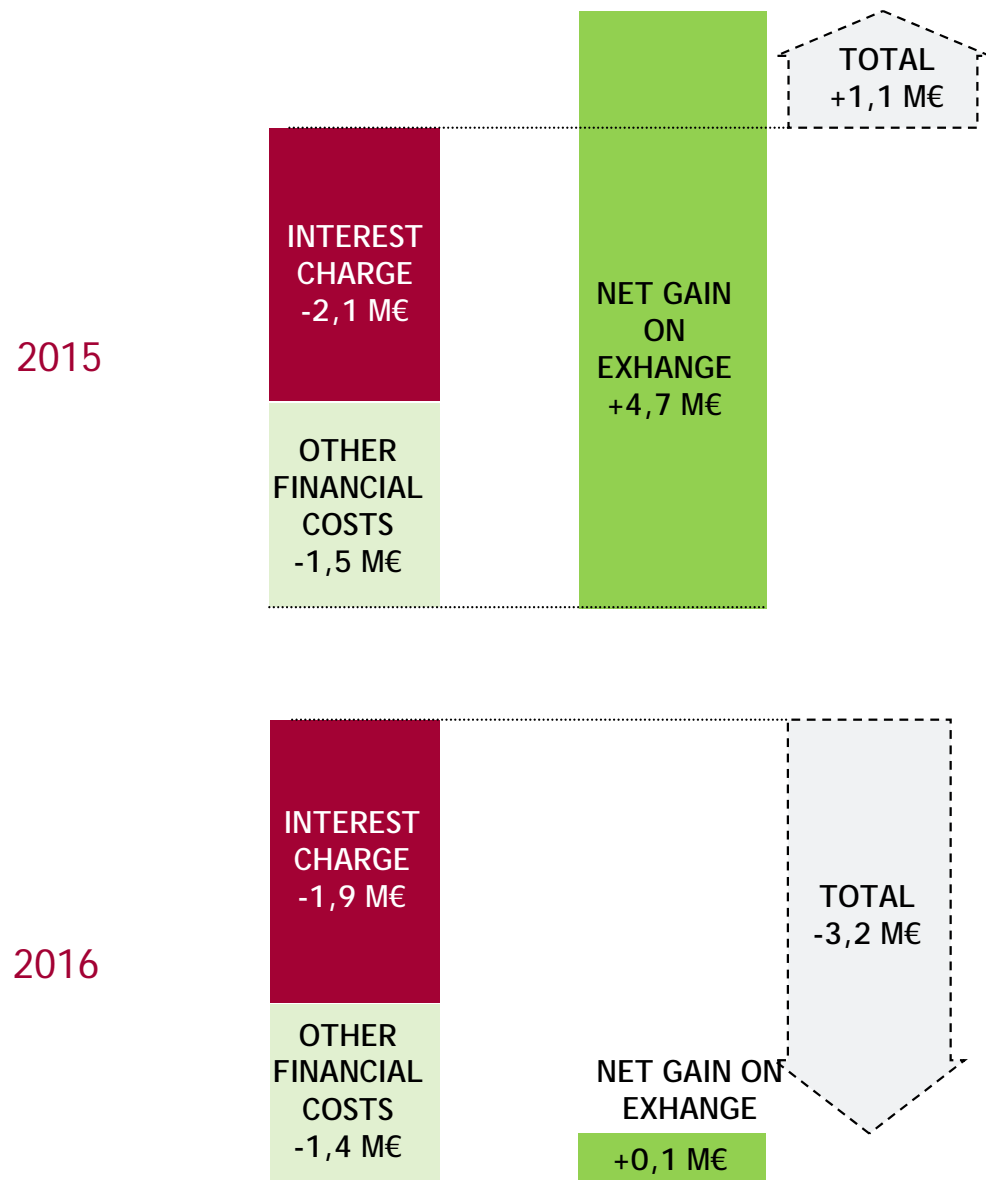 TOTAL
+1,1 M€
INTEREST
CHARGE
-2,1 M€
NET GAIN
ON
EXHANGE
+4,7 M€
2015
OTHER
FINANCIAL
COSTS
-1,5 M€
INTEREST
CHARGE
-1,9 M€
TOTAL
-3,2 M€
2016
OTHER
FINANCIAL
COSTS
-1,4 M€
NET GAIN ON
EXHANGE
+0,1 M€